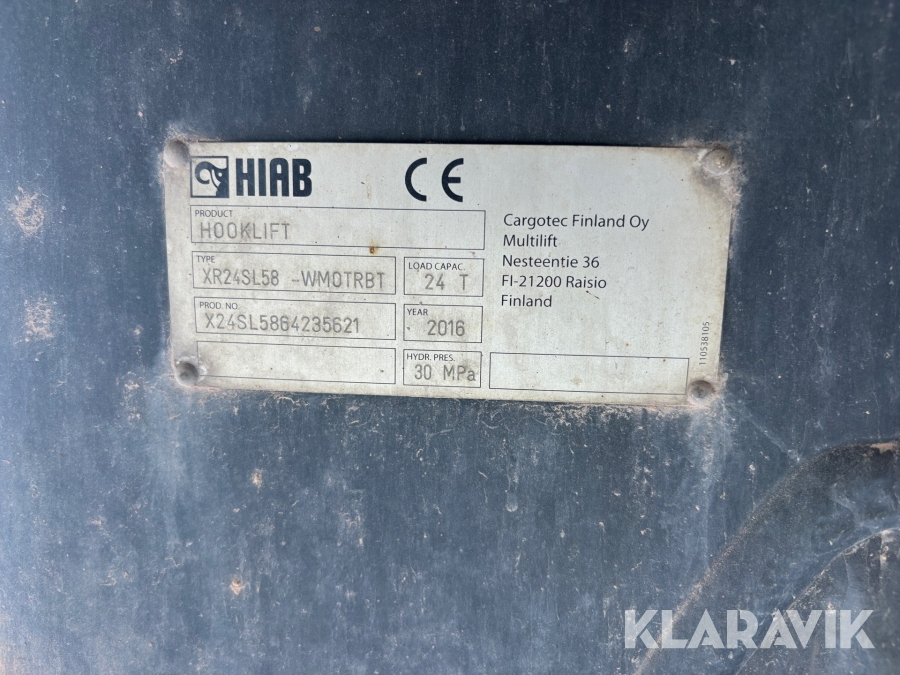 HIAB CE
PRODUCT
HOOKLIFT
TYPE
XR24SL58 -WM0TRBT
LOAD CAPAC.
24 T
PROD. NO.
X24SL5864235621
YEAR
2016
HYDR. PRES.
30 MPa
Cargotec Finland Oy
Multilift
Nesteentie 36
FI-21200 Raisio
Finland
110538105
KLARAVIK